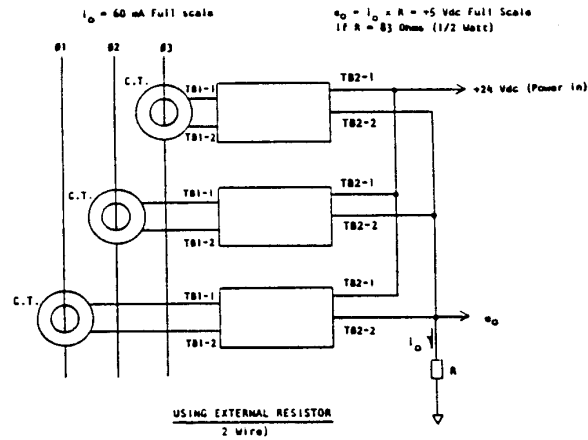 i₀ = 60 mA Full scale
e₀ = i₀ x R = +5 Vdc Full Scale
if R = 83 Ohms (1/2 Watt)
Ø1
Ø2
Ø3
C.T.
TB1-1
TB1-2
TB2-1
TB2-2
+24 Vdc (Power in)
C.T.
TB1-1
TB1-2
TB2-1
TB2-2
C.T.
TB1-1
TB1-2
TB2-1
TB2-2
e₀
i₀
R
USING EXTERNAL RESISTOR
2 Wire)